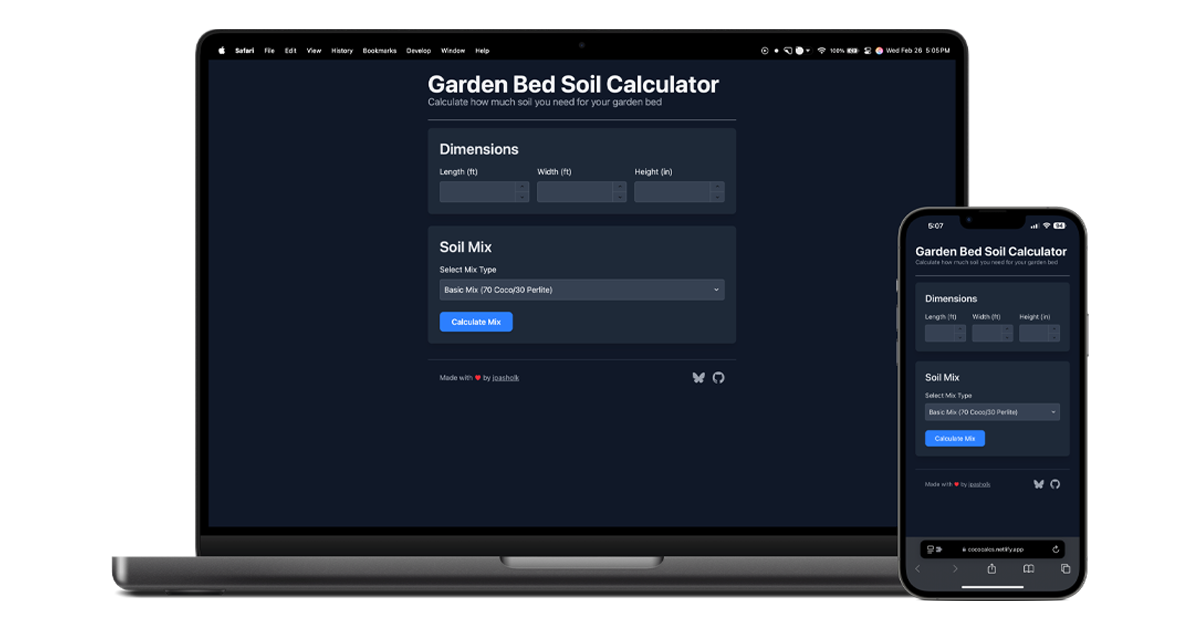 Safari File Edit View History Bookmarks Develop Window Help 100% Wed Feb 26 5:05 PM
Garden Bed Soil Calculator
Calculate how much soil you need for your garden bed
Dimensions
Length (ft) Width (ft) Height (in)
Soil Mix
Select Mix Type
Basic Mix (70 Coco/30 Perlite)
Calculate Mix
Made with ❤ by jpasholk
5:07 94
Garden Bed Soil Calculator
Calculate how much soil you need for your garden bed
Dimensions
Length (ft) Width (ft) Height (in)
Soil Mix
Select Mix Type
Basic Mix (70 Coco/30 Perlite)
Calculate Mix
Made with ❤ by jpasholk
cococalcs.netlify.app